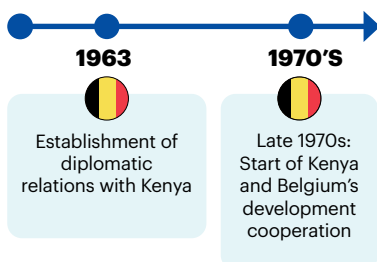 1963
Establishment of
diplomatic
relations with Kenya
1970'S
Late 1970s:
Start of Kenya
and Belgium's
development
cooperation